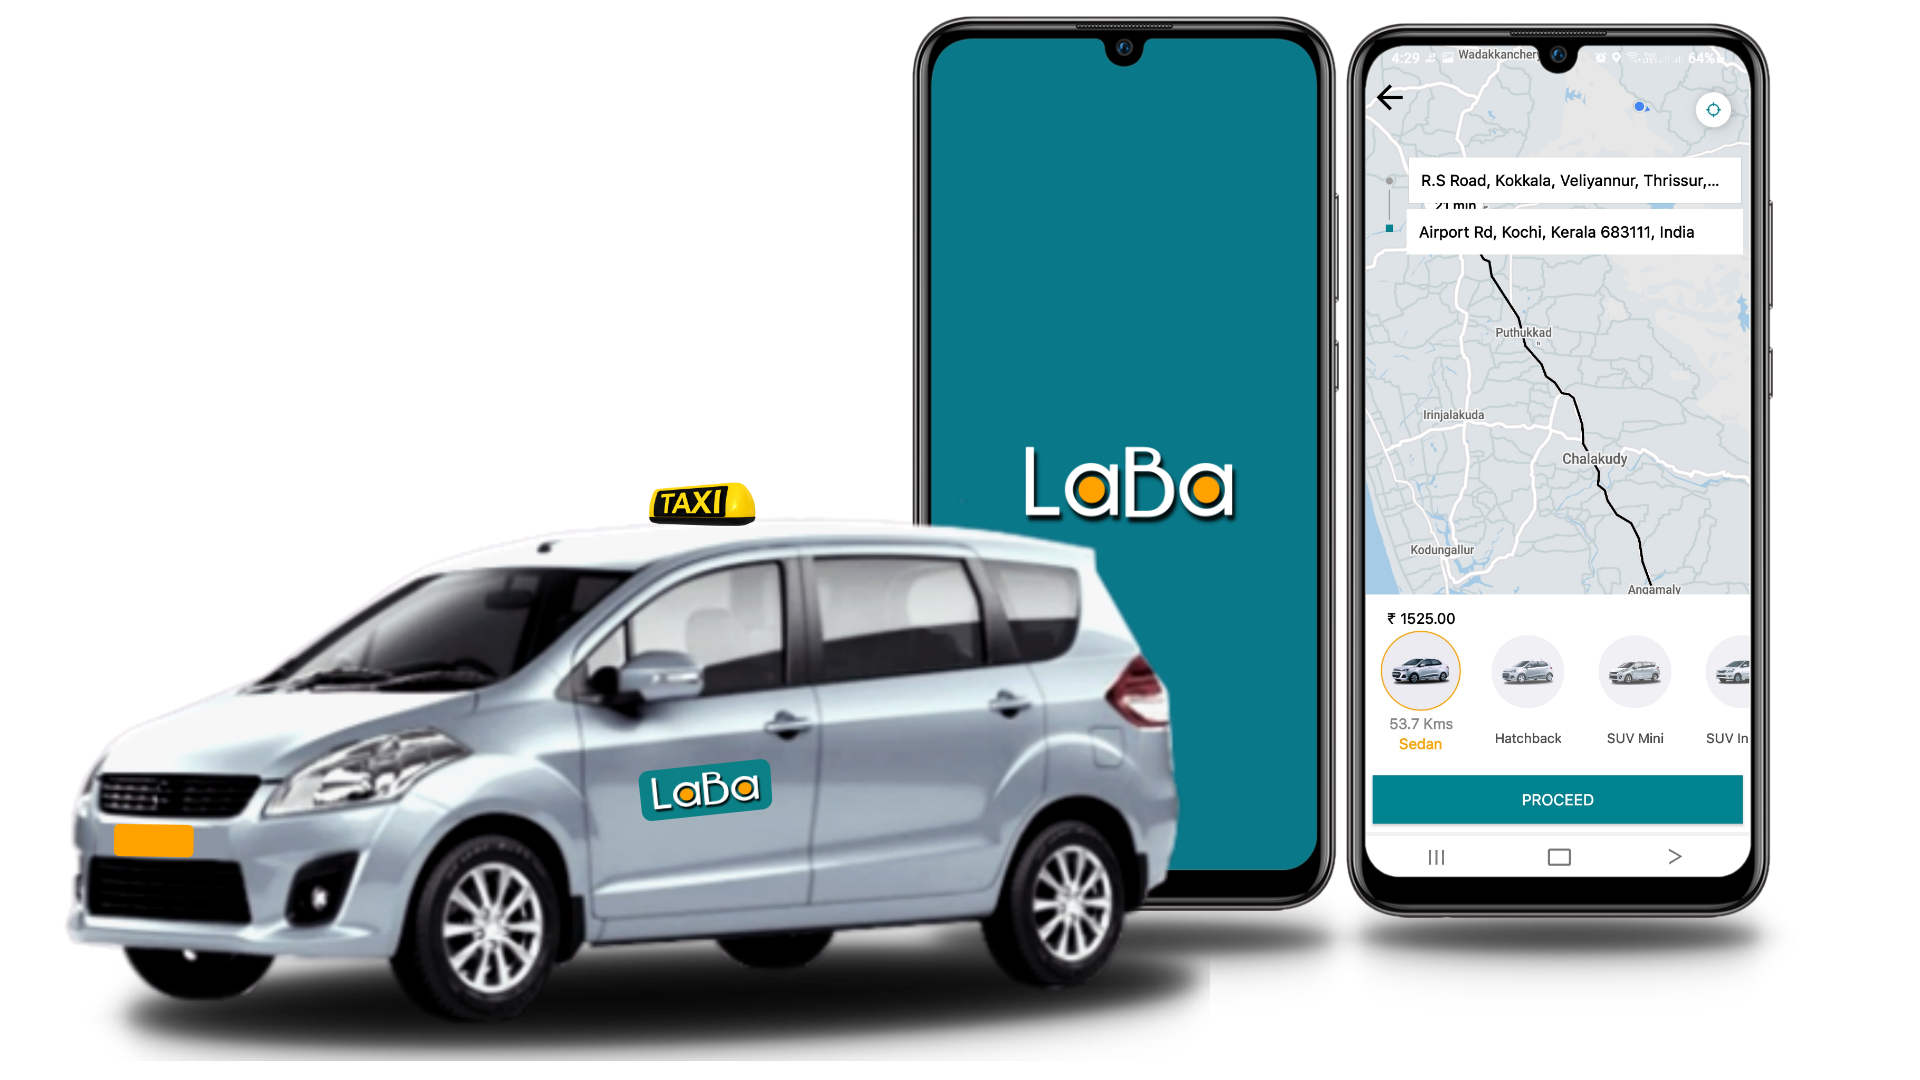 TAXI
LaBa
LaBa
4:29
64%
Wadakkancher
R.S Road, Kokkala, Veliyannur, Thrissur,...
21 min
Airport Rd, Kochi, Kerala 683111, India
Puthukkad
Irinjalakuda
Chalakudy
Kodungallur
Angamaly
₹ 1525.00
53.7 Kms
Sedan
Hatchback
SUV Mini
SUV In
PROCEED